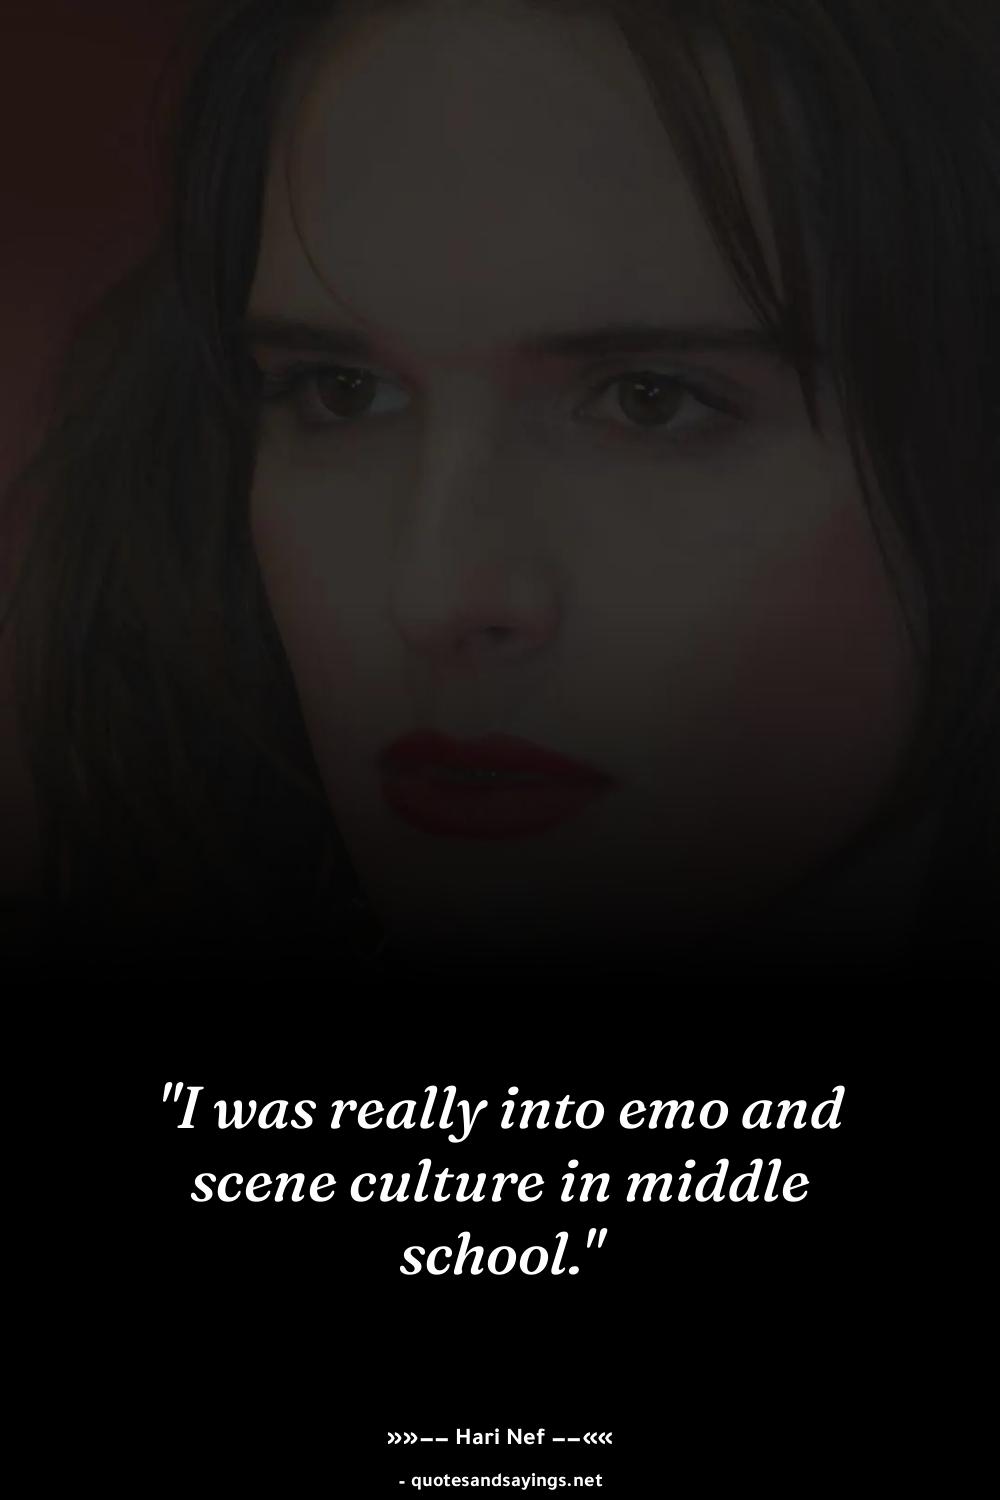 "I was really into emo and
scene culture in middle
school."
»»−− Hari Nef −−««
- quotesandsayings.net